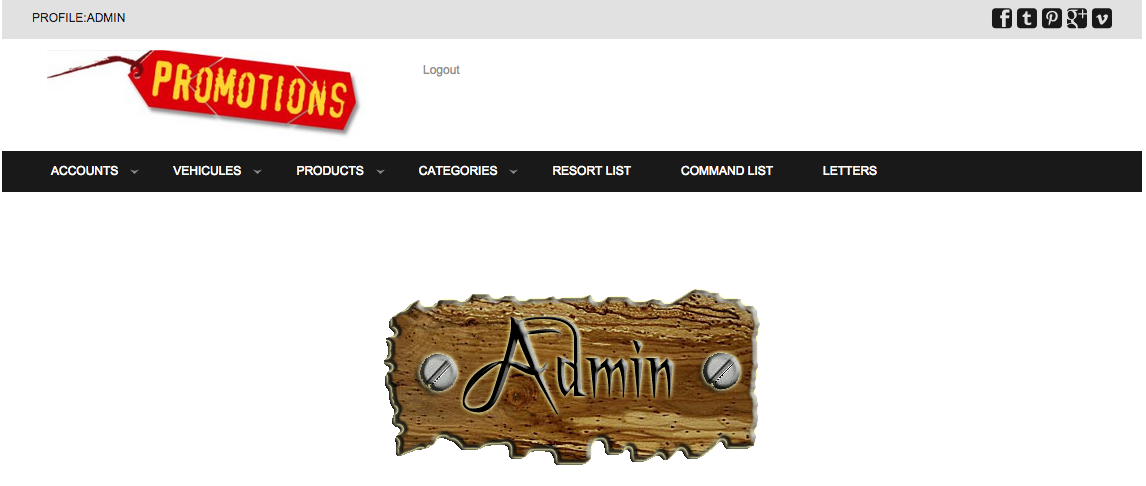 PROFILE:ADMIN
f t p g+ v
PROMOTIONS
Logout
ACCOUNTS VEHICULES PRODUCTS CATEGORIES RESORT LIST COMMAND LIST LETTERS
Admin